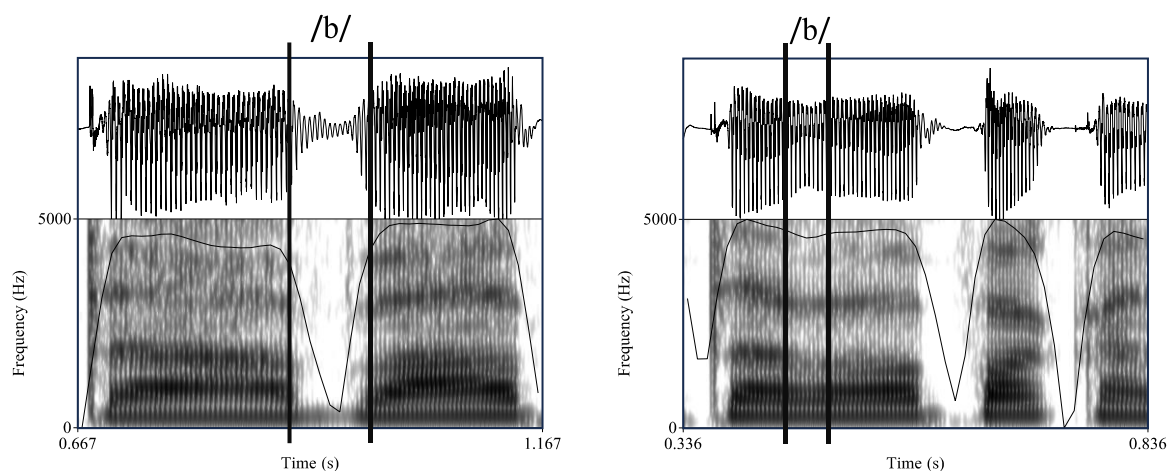 /b/
5000
Frequency (Hz)
0
0.667
1.167
Time (s)
/b/
5000
Frequency (Hz)
0
0.336
0.836
Time (s)